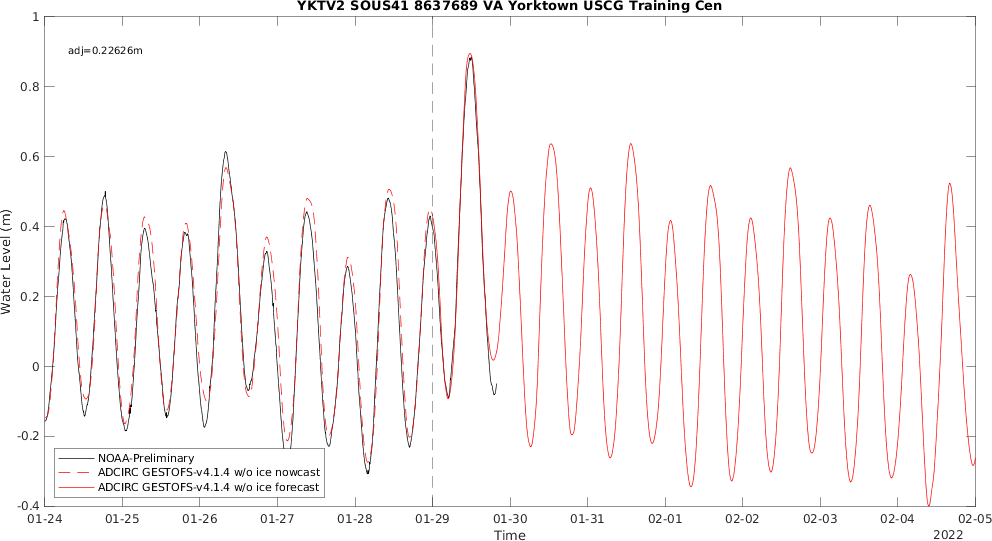 YKTV2 SOUS41 8637689 VA Yorktown USCG Training Cen
adj=0.22626m
Water Level (m)
1
0.8
0.6
0.4
0.2
0
-0.2
-0.4
NOAA-Preliminary
ADCIRC GESTOFS-v4.1.4 w/o ice nowcast
ADCIRC GESTOFS-v4.1.4 w/o ice forecast
01-24 01-25 01-26 01-27 01-28 01-29 01-30 01-31 02-01 02-02 02-03 02-04 02-05
Time
2022